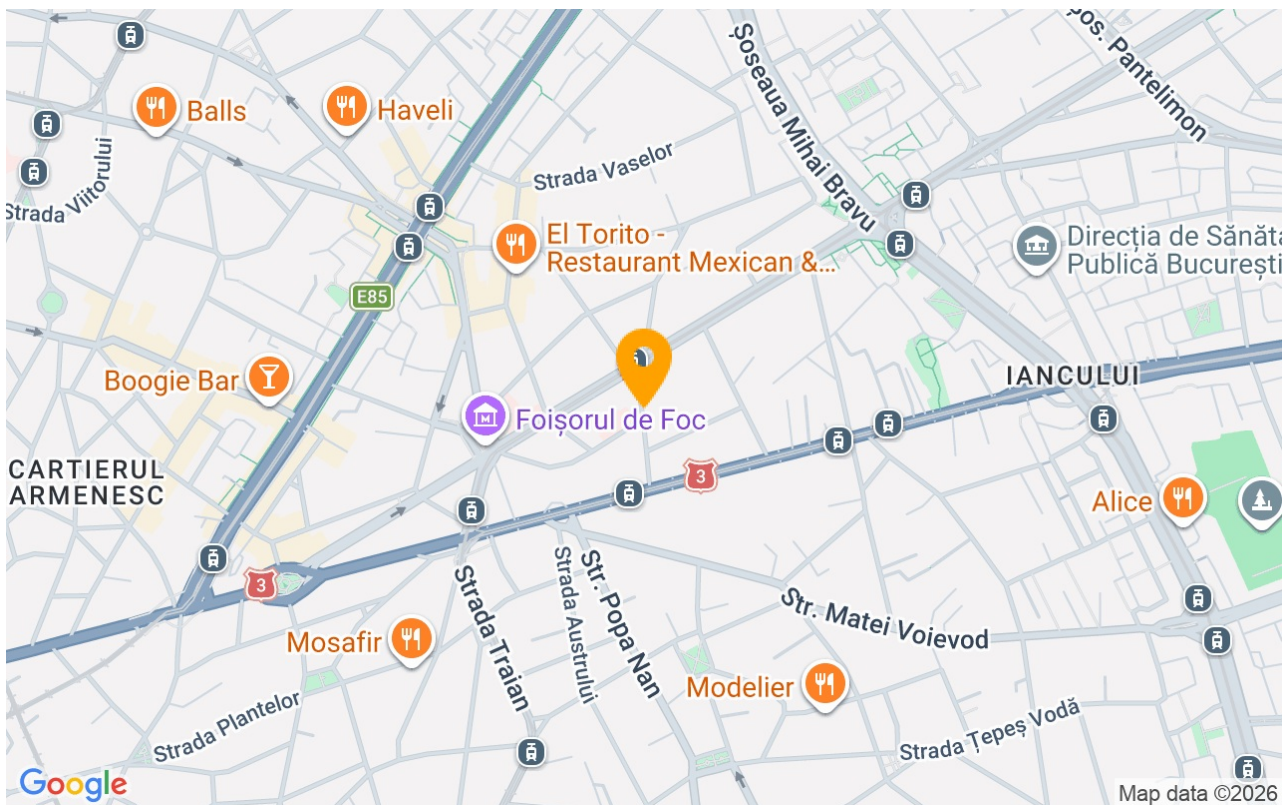 Șoseaua Mihai Bravu
Șos. Pantelimon
Balls
Haveli
Strada Vaselor
Strada Viitorului
El Torito -
Restaurant Mexican &...
Direcția de Sănăta
Publică București
E85
Boogie Bar
IANCULUI
Foișorul de Foc
CARTIERUL
ARMENESC
3
Alice
3
Strada Traian
Strada Austrului
Str. Popa Nan
Str. Matei Voievod
Mosafir
Modelier
Strada Plantelor
Strada Țepeș Vodă
Google
Map data ©2026